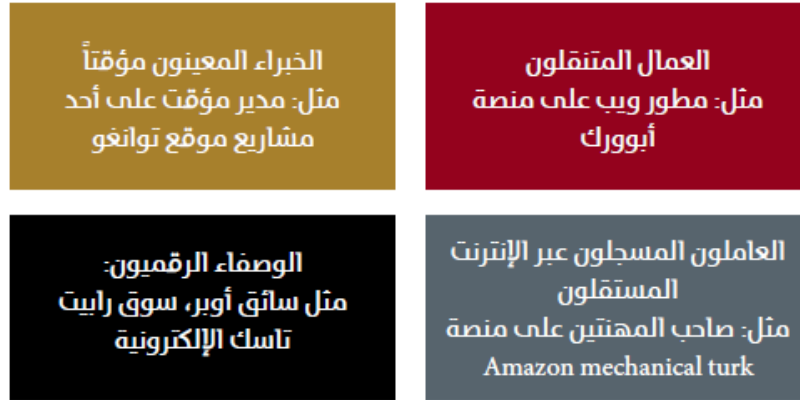 العمال المتنقلون
مثل: مطور ويب على منصة
أبوورك
الخبراء المعينون مؤقتاً
مثل: مدير مؤقت على أحد
مشاريع موقع توانغو
العاملون المسجلون عبر الإنترنت
المستقلون
مثل: صاحب المهنتين على منصة
Amazon mechanical turk
الوصفاء الرقميون:
مثل سائق أوبر، سوق رابيت
تاسك الإلكترونية